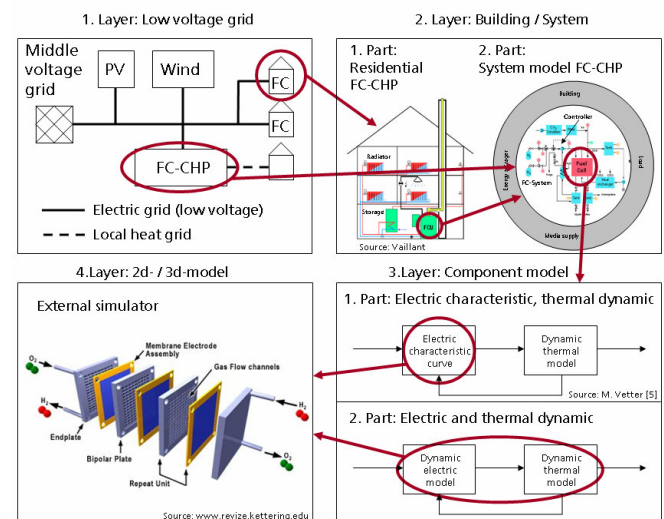 1. Layer: Low voltage grid
Middle
voltage
grid
PV
Wind
FC
FC
FC-CHP
Electric grid (low voltage)
Local heat grid
2. Layer: Building / System
1. Part:
Residential
FC-CHP
2. Part:
System model FC-CHP
Radiator
Storage
FCU
Source: Vaillant
Building
Controller
Fuel
Cell
FC-System
Load
Media supply
4.Layer: 2d- / 3d-model
External simulator
Membrane Electrode
Assembly
Gas Flow channels
O2
H2
Endplate
Bipolar Plate
Repeat Unit
H2
O2
Source: www.revize.kettering.edu
3.Layer: Component model
1. Part: Electric characteristic, thermal dynamic
Electric
characteristic
curve
Dynamic
thermal
model
Source: M. Vetter [5]
2. Part: Electric and thermal dynamic
Dynamic
electric
model
Dynamic
thermal
model